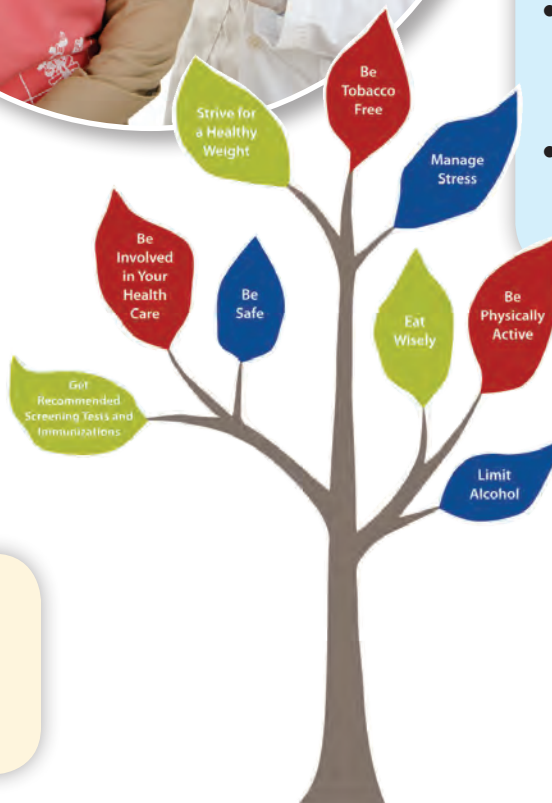 Be
Tobacco
Free
Strive for
a Healthy
Weight
Manage
Stress
Be
Involved
in Your
Health
Care
Be
Safe
Eat
Wisely
Be
Physically
Active
Get
Recommended
Screening Tests and
Immunizations
Limit
Alcohol